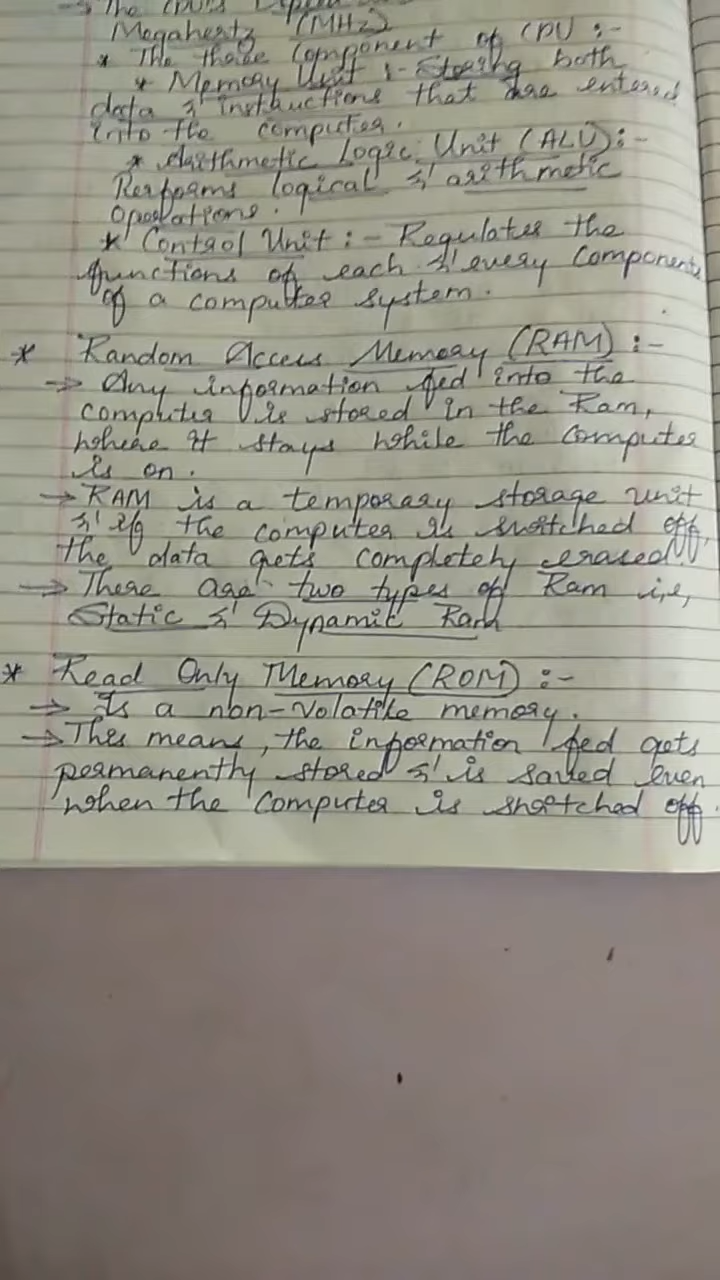 → The CPU's
Megahertz (MHz)
* The three Component of CPU :-
* Memory Unit :- Storing both
data & instructions that are entered
into the computer.
* Arithmetic Logic Unit (ALU):-
Performs logical & arithmetic
Operations.
* Control Unit :- Regulates the
functions of each & every Components
of a computer system.
* Random Access Memory (RAM) :-
→ Any information fed into the
computer is stored in the Ram,
where it stays while the computer
is on.
→ RAM is a temporary storage unit
& if the computer is switched off,
the data gets completely erased.
→ There are two types of Ram i.e,
Static & Dynamic Ram
* Read Only Memory (ROM) :-
→ Is a non-volatile memory.
→ This means, the information fed gets
permanently stored & is saved even
when the computer is switched off.